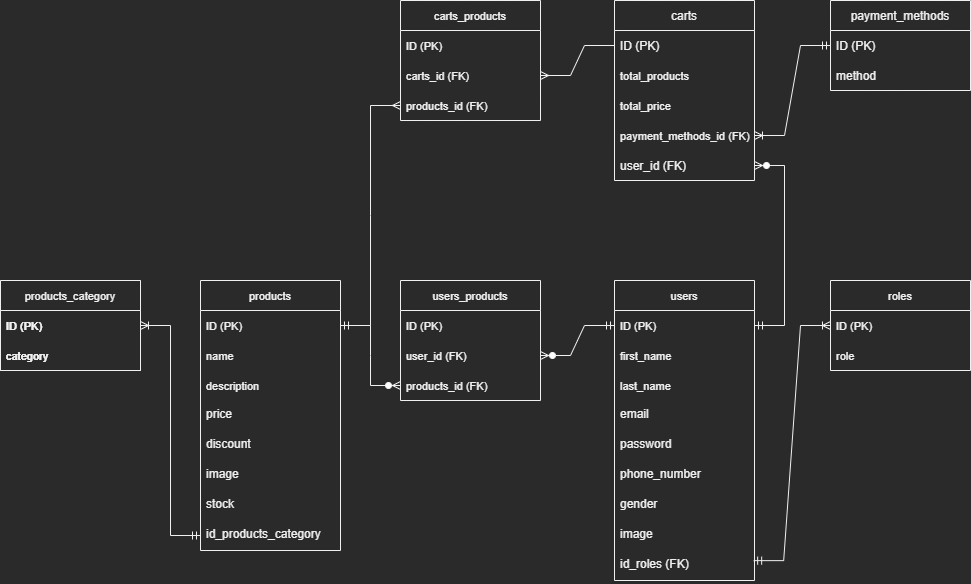 carts_products
ID (PK)
carts_id (FK)
products_id (FK)
carts
ID (PK)
total_products
total_price
payment_methods_id (FK)
user_id (FK)
payment_methods
ID (PK)
method
products_category
ID (PK)
category
products
ID (PK)
name
description
price
discount
image
stock
id_products_category
users_products
ID (PK)
user_id (FK)
products_id (FK)
users
ID (PK)
first_name
last_name
email
password
phone_number
gender
image
id_roles (FK)
roles
ID (PK)
role